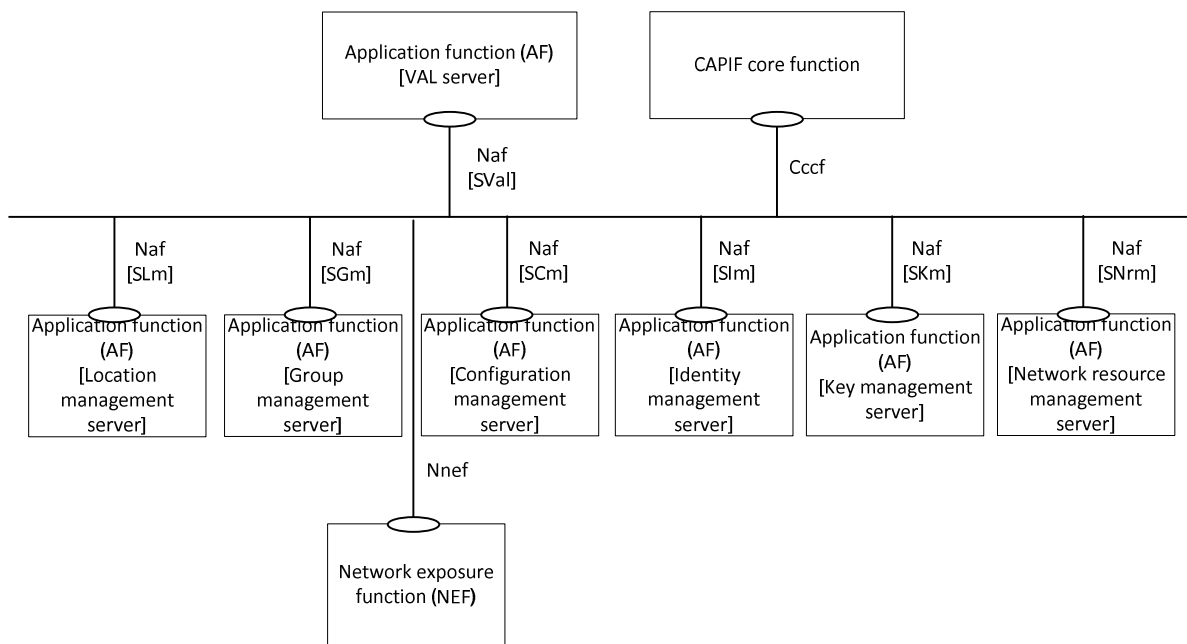 Application function (AF)
[VAL server]
CAPIF core function
Naf
[SVal]
Cccf
Naf
[SLm]
Naf
[SGm]
Naf
[SCm]
Naf
[SIm]
Naf
[SKm]
Naf
[SNrm]
Application function
(AF)
[Location
management
server]
Application function
(AF)
[Group
management
server]
Application function
(AF)
[Configuration
management
server]
Application function
(AF)
[Identity
management
server]
Application function
(AF)
[Key management
server]
Application function
(AF)
[Network resource
management
server]
Nnef
Network exposure
function (NEF)